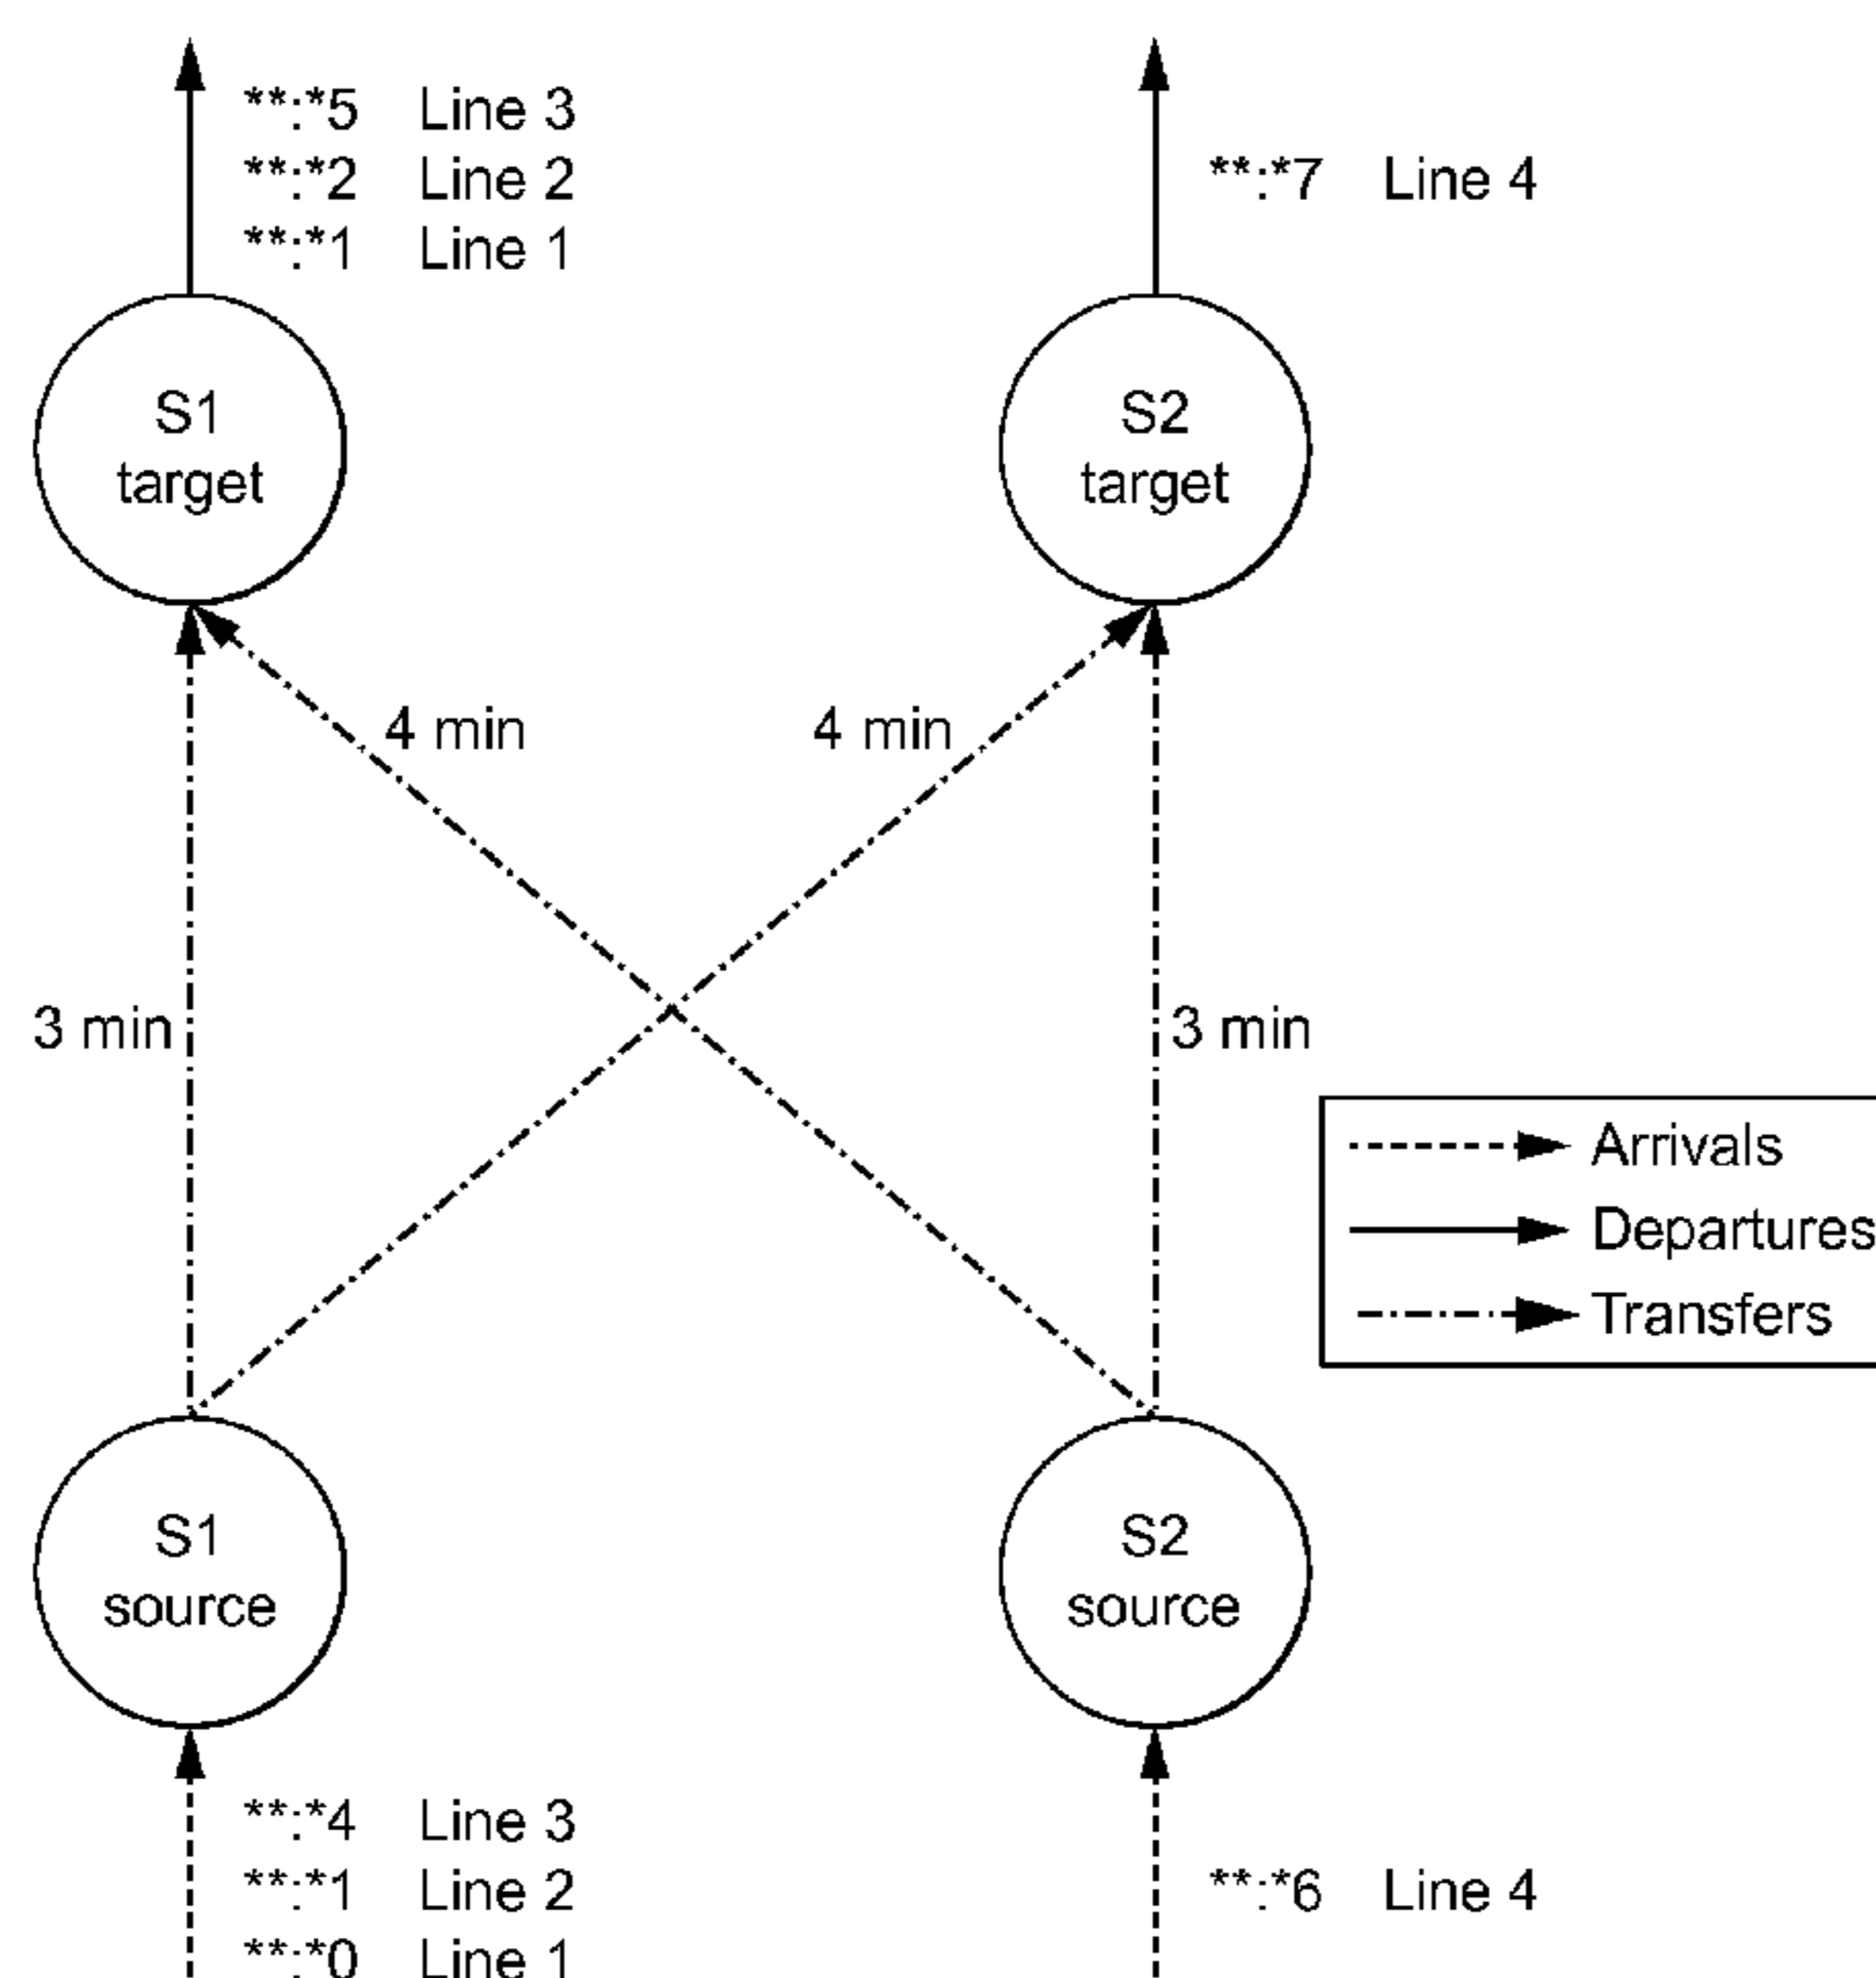 **:*5 Line 3
**:*2 Line 2
**:*1 Line 1
**:*7 Line 4
S1
target
S2
target
4 min
4 min
3 min
3 min
Arrivals
Departures
Transfers
S1
source
S2
source
**:*4 Line 3
**:*1 Line 2
**:*0 Line 1
**:*6 Line 4